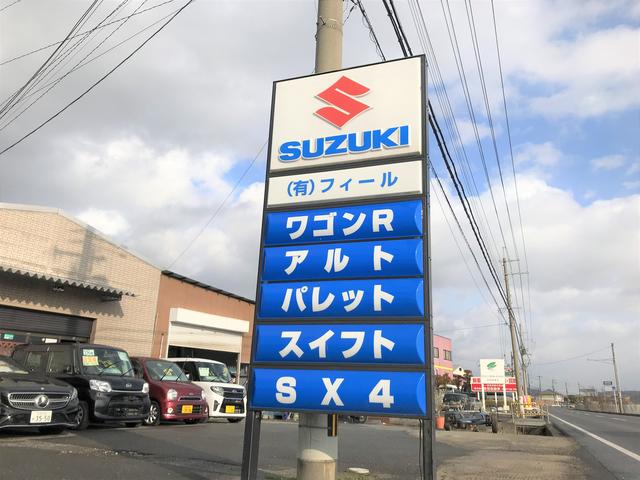 SUZUKI
(有)フィール
ワゴンR
アルト
パレット
スイフト
SX4